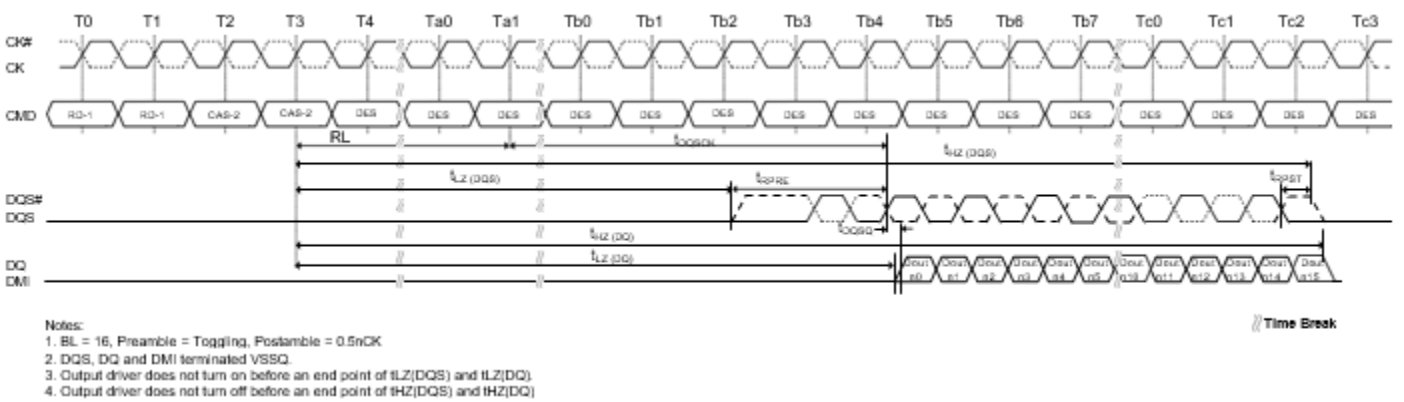 T0 T1 T2 T3 T4 Ta0 Ta1 Tb0 Tb1 Tb2 Tb3 Tb4 Tb5 Tb6 Tb7 Tc0 Tc1 Tc2 Tc3
CK#
CK
CMD RD-1 RD-1 CAS-2 CAS-2 DES DES DES DES DES DES DES DES DES DES DES DES DES DES DES
RL tDQSCK
tHZ (DQS)
tLZ (DQS) tRPRE tRPST
DQS#
DQS
tDQSQ
tHZ (DQ)
tLZ (DQ)
DQ
DMI
Dout n0 Dout n1 Dout n2 Dout n3 Dout n4 Dout n5 Dout n10 Dout n11 Dout n12 Dout n13 Dout n14 Dout n15
Time Break
Notes:
1. BL = 16, Preamble = Toggling, Postamble = 0.5nCK
2. DQS, DQ and DMI terminated VSSQ.
3. Output driver does not turn on before an end point of tLZ(DQS) and tLZ(DQ).
4. Output driver does not turn off before an end point of tHZ(DQS) and tHZ(DQ)